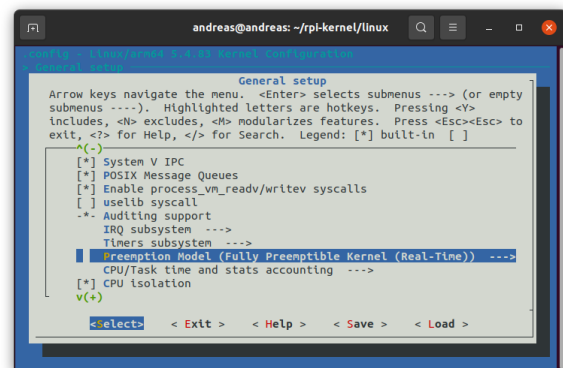 andreas@andreas: ~/rpi-kernel/linux
.config - Linux/arm64 5.4.83 Kernel Configuration
> General setup
General setup
Arrow keys navigate the menu. <Enter> selects submenus ---> (or empty
submenus ----). Highlighted letters are hotkeys. Pressing <Y>
includes, <N> excludes, <M> modularizes features. Press <Esc><Esc> to
exit, <?> for Help, </> for Search. Legend: [*] built-in [ ]
^(-)
[*] System V IPC
[*] POSIX Message Queues
[*] Enable process_vm_readv/writev syscalls
[ ] uselib syscall
-*- Auditing support
IRQ subsystem --->
Timers subsystem --->
Preemption Model (Fully Preemptible Kernel (Real-Time)) --->
CPU/Task time and stats accounting --->
[*] CPU isolation
v(+)
<Select> < Exit > < Help > < Save > < Load >